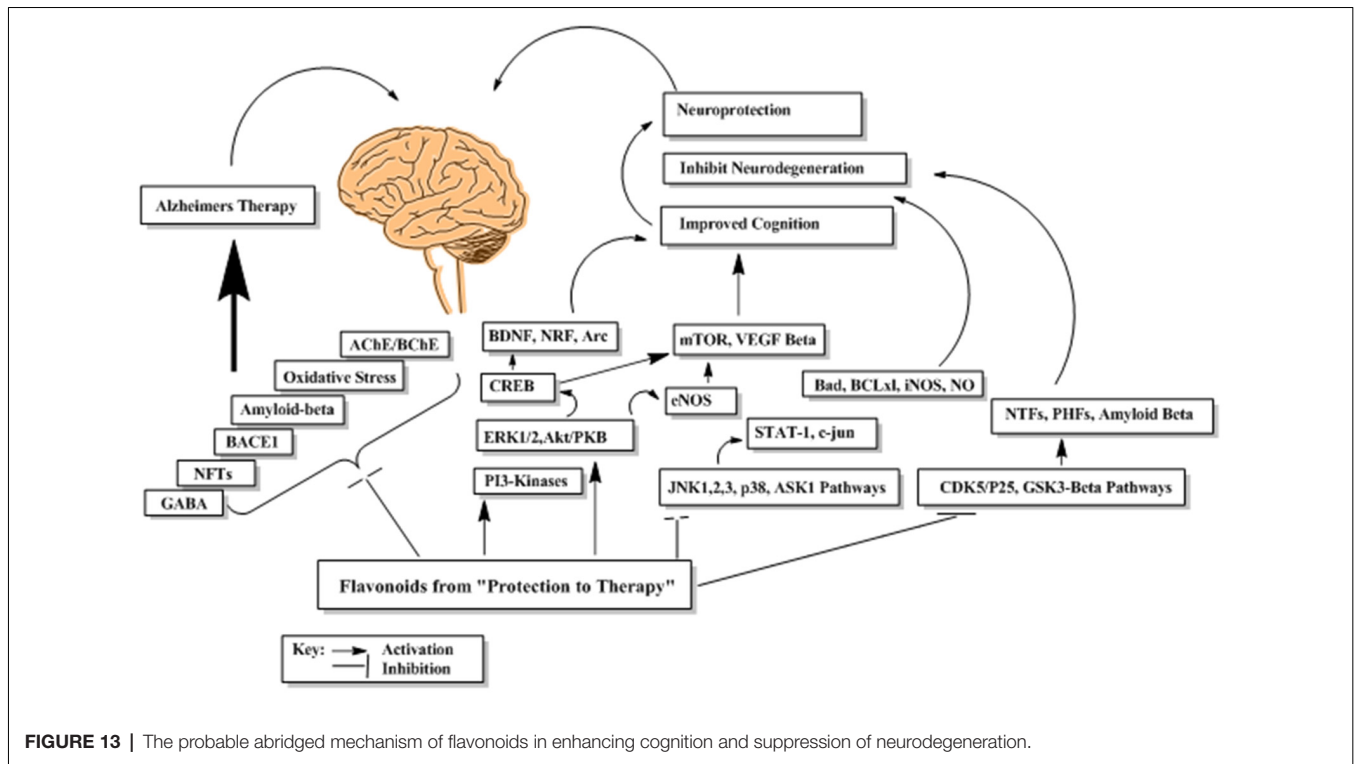 Neuroprotection
Inhibit Neurodegeneration
Alzheimers Therapy
Improved Cognition
AChE/BChE
Oxidative Stress
Amyloid-beta
BACE1
NFTs
GABA
BDNF, NRF, Arc
CREB
ERK1/2,Akt/PKB
PI3-Kinases
mTOR, VEGF Beta
eNOS
STAT-1, c-jun
JNK1,2,3, p38, ASK1 Pathways
Bad, BCLxl, iNOS, NO
NTFs, PHFs, Amyloid Beta
CDK5/P25, GSK3-Beta Pathways
Flavonoids from "Protection to Therapy"
Key: Activation
Inhibition
FIGURE 13 | The probable abridged mechanism of flavonoids in enhancing cognition and suppression of neurodegeneration.